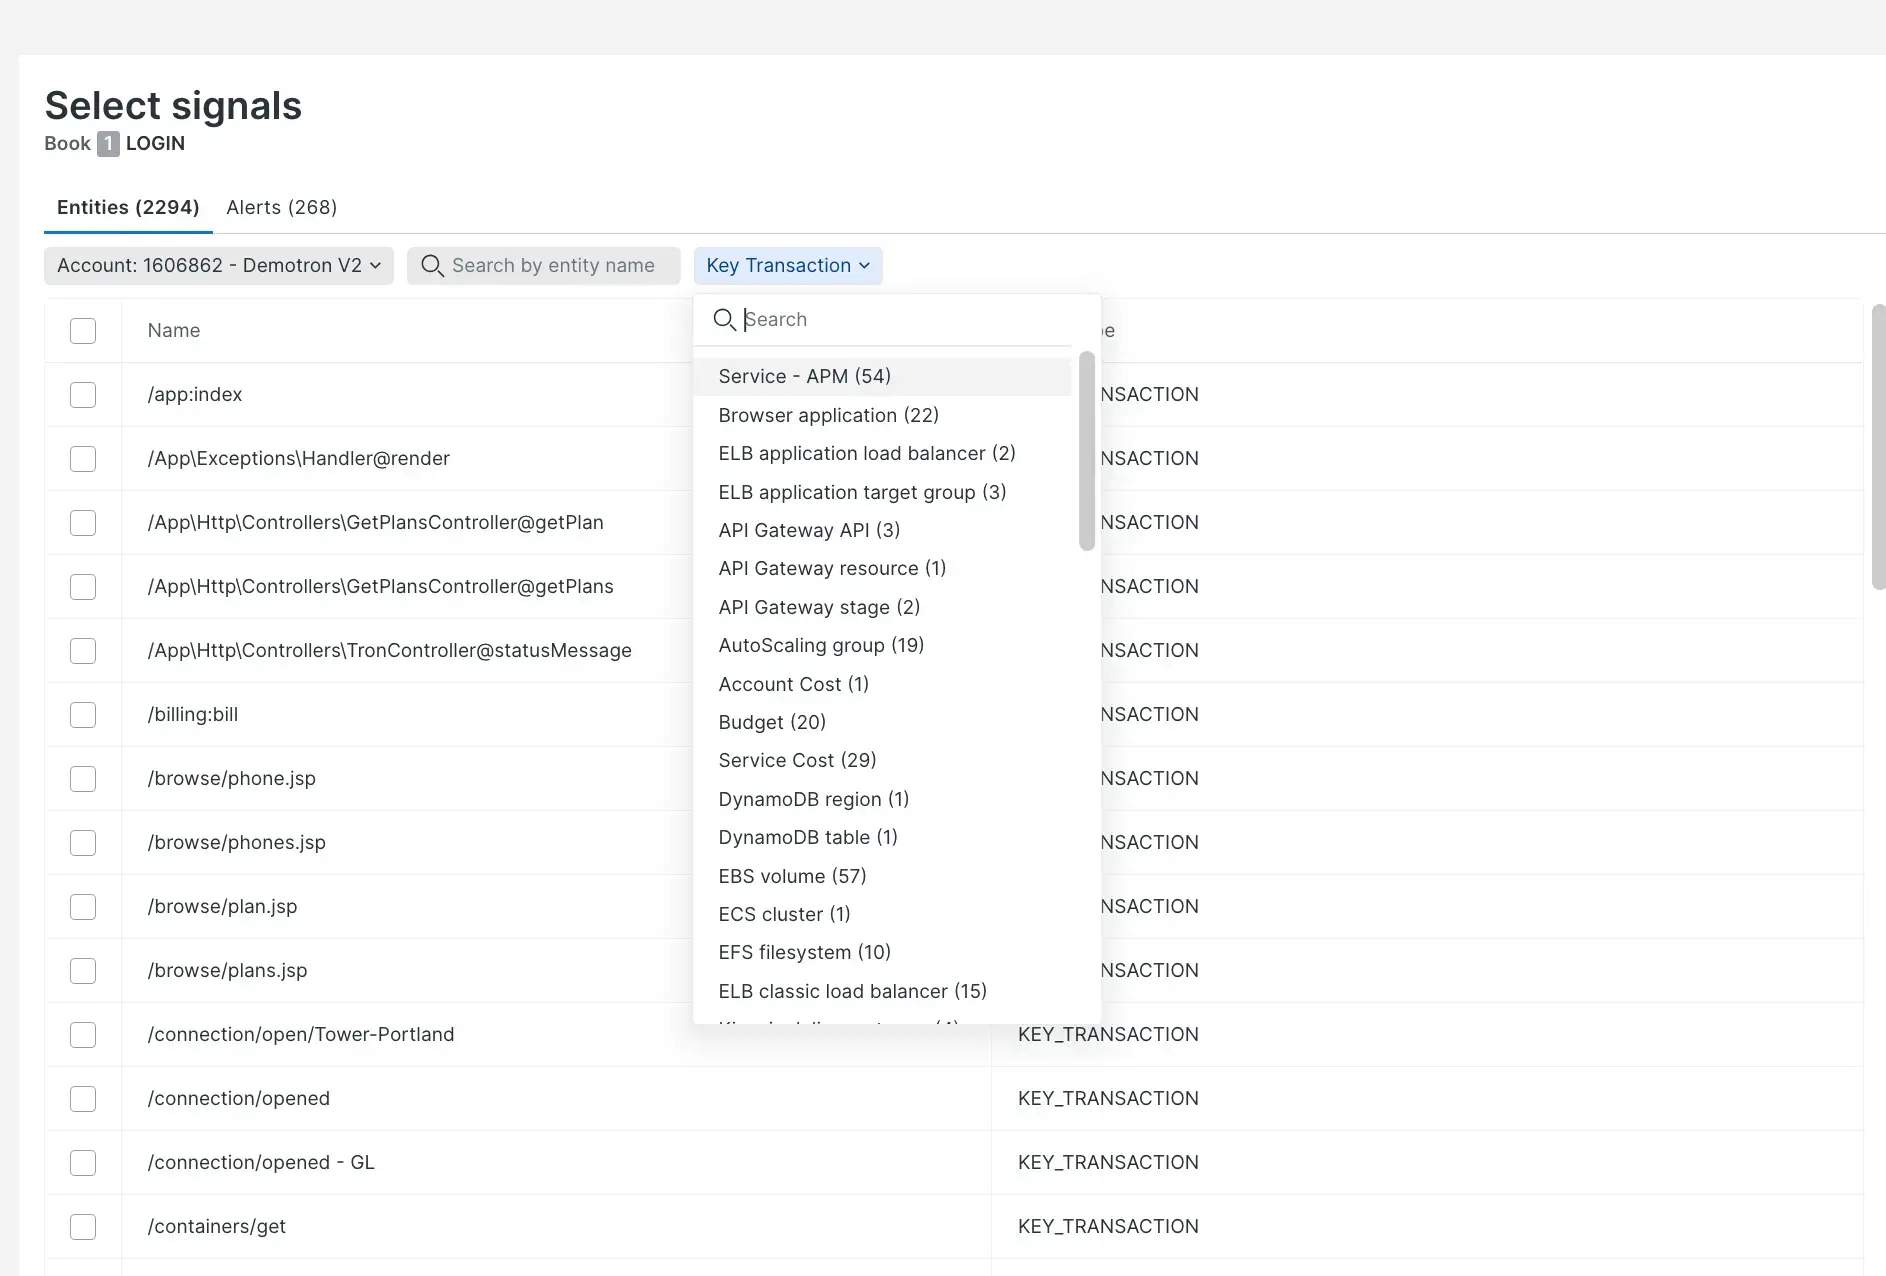 Select signals
Book 1 LOGIN
Entities (2294) Alerts (268)
Account: 1606862 - Demotron V2 Search by entity name Key Transaction
Search
Name
Service - APM (54)
Browser application (22)
ELB application load balancer (2)
ELB application target group (3)
API Gateway API (3)
API Gateway resource (1)
API Gateway stage (2)
AutoScaling group (19)
Account Cost (1)
Budget (20)
Service Cost (29)
DynamoDB region (1)
DynamoDB table (1)
EBS volume (57)
ECS cluster (1)
EFS filesystem (10)
ELB classic load balancer (15)
/app:index NSACTION
/App\Exceptions\Handler@render NSACTION
/App\Http\Controllers\GetPlansController@getPlan NSACTION
/App\Http\Controllers\GetPlansController@getPlans NSACTION
/App\Http\Controllers\TronController@statusMessage NSACTION
/billing:bill NSACTION
/browse/phone.jsp NSACTION
/browse/phones.jsp NSACTION
/browse/plan.jsp NSACTION
/browse/plans.jsp NSACTION
/connection/open/Tower-Portland KEY_TRANSACTION
/connection/opened KEY_TRANSACTION
/connection/opened - GL KEY_TRANSACTION
/containers/get KEY_TRANSACTION